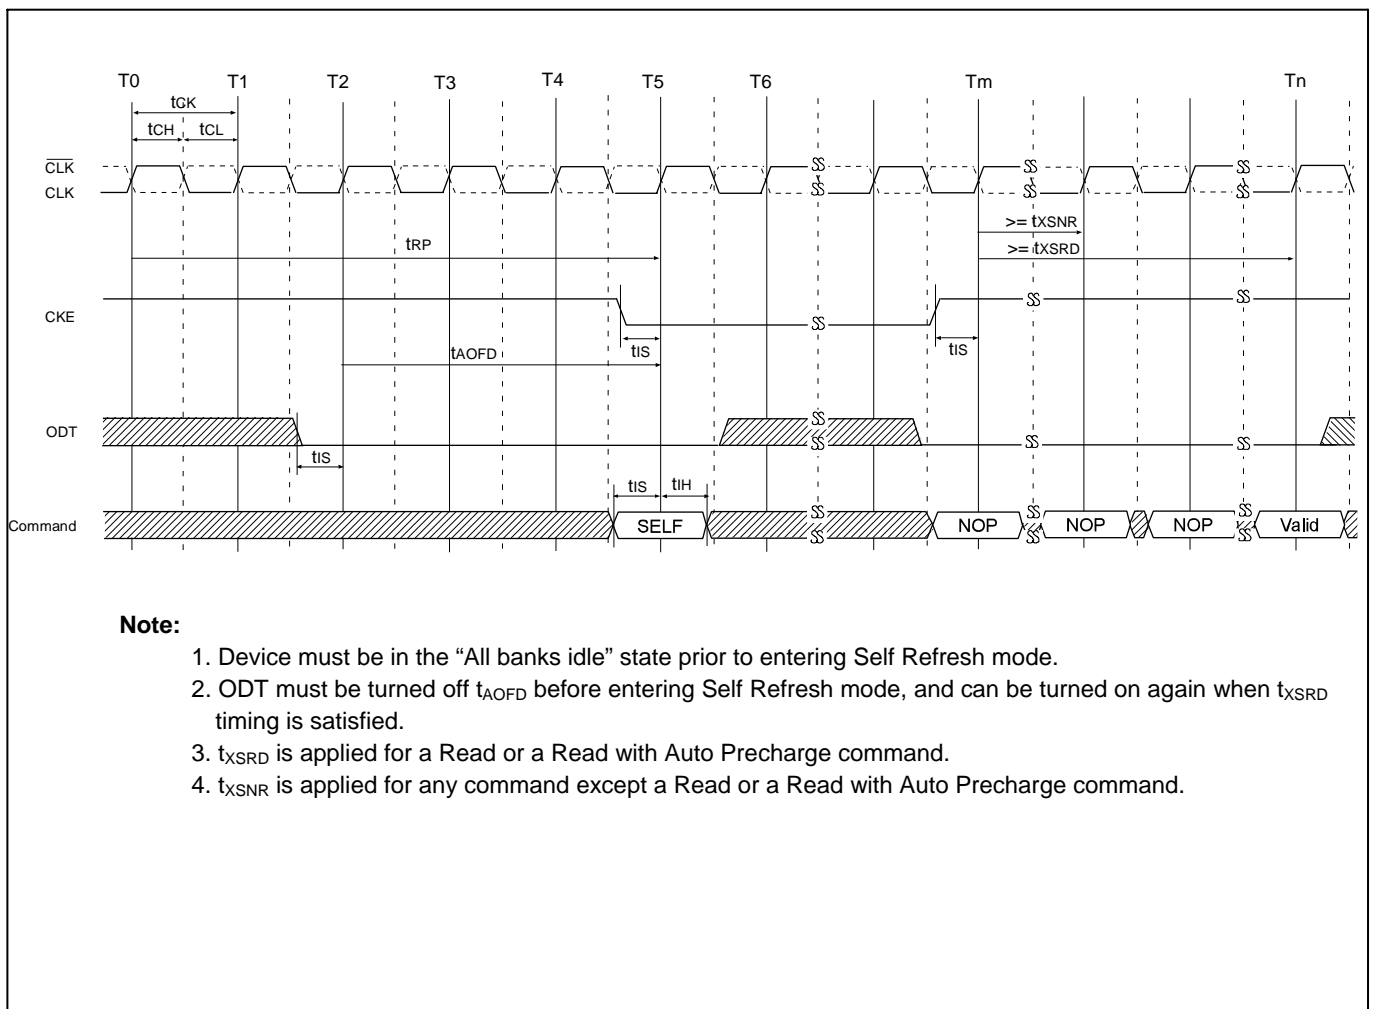 T0 T1 T2 T3 T4 T5 T6 Tm Tn
tCK
tCH tCL
CLK
CLK
>= tXSNR
tRP
>= tXSRD
CKE
tIS
tIS
tAOFD
ODT
tIS
tIS tIH
Command SELF NOP NOP NOP Valid
Note:
1. Device must be in the “All banks idle” state prior to entering Self Refresh mode.
2. ODT must be turned off tAOFD before entering Self Refresh mode, and can be turned on again when tXSRD
timing is satisfied.
3. tXSRD is applied for a Read or a Read with Auto Precharge command.
4. tXSNR is applied for any command except a Read or a Read with Auto Precharge command.